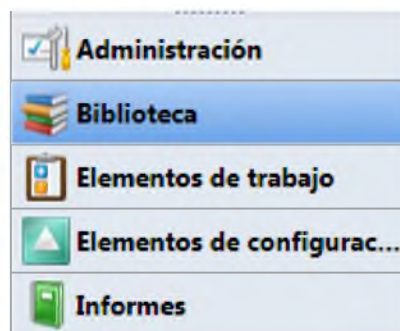 Administración
Biblioteca
Elementos de trabajo
Elementos de configurac...
Informes